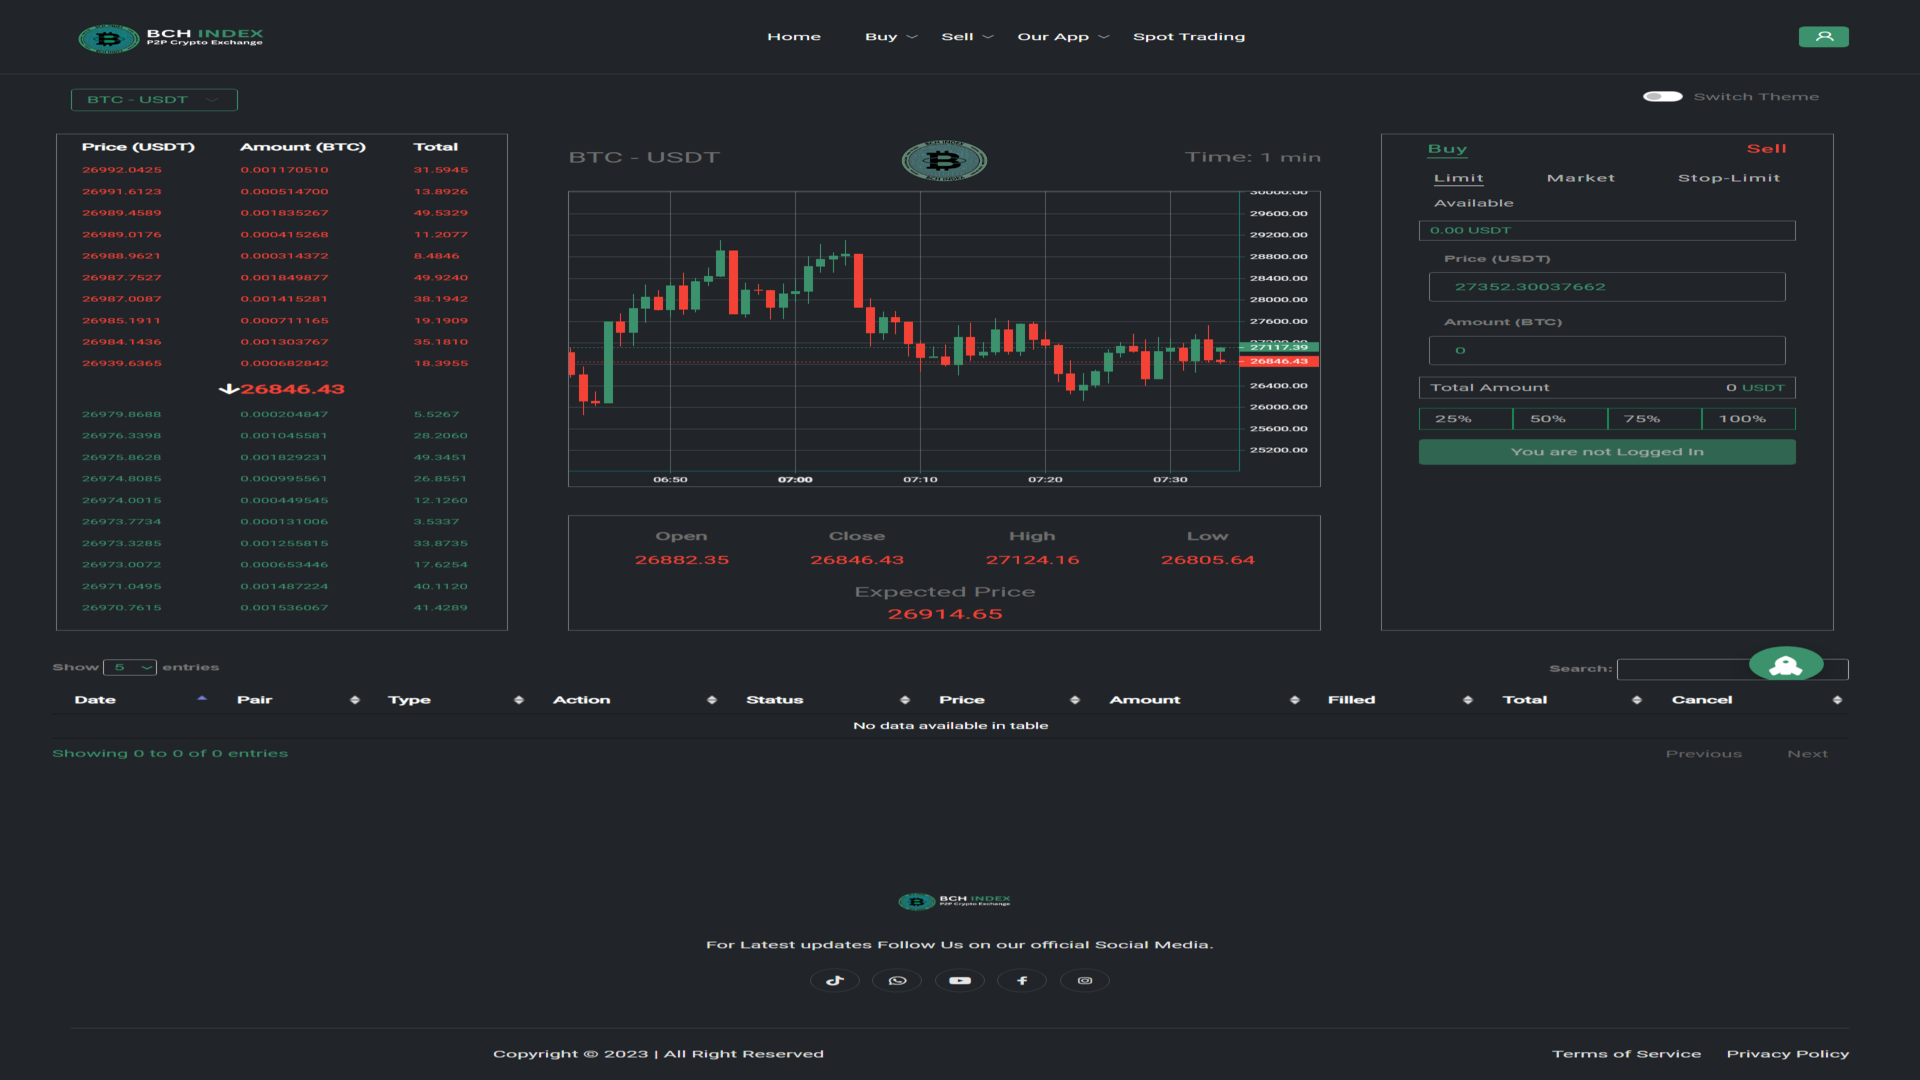 BCH INDEX
P2P Crypto Exchange
Home Buy Sell Our App Spot Trading
BTC - USDT
Switch Theme
Price (USDT) Amount (BTC) Total
26992.0425 0.001170510 31.5945
26991.6123 0.000514700 13.8926
26989.4589 0.001835267 49.5329
26989.0176 0.000415268 11.2077
26988.9621 0.000314372 8.4846
26987.7527 0.001849877 49.9240
26987.0087 0.001415281 38.1942
26985.1911 0.000711165 19.1909
26984.1436 0.001303767 35.1810
26939.6365 0.000682842 18.3955
26846.43
26979.8688 0.000204847 5.5267
26976.3398 0.001045581 28.2060
26975.8628 0.001829231 49.3451
26974.8085 0.000995561 26.8551
26974.0015 0.000449545 12.1260
26973.7734 0.000131006 3.5337
26973.3285 0.001255815 33.8735
26973.0072 0.000653446 17.6254
26971.0495 0.001487224 40.1120
26970.7615 0.001536067 41.4289
BTC - USDT
Time: 1 min
30000.00
29600.00
29200.00
28800.00
28400.00
28000.00
27600.00
27200.00
27117.39
26846.43
26400.00
26000.00
25600.00
25200.00
06:50 07:00 07:10 07:20 07:30
Open Close High Low
26882.35 26846.43 27124.16 26805.64
Expected Price
26914.65
Buy Sell
Limit Market Stop-Limit
Available
0.00 USDT
Price (USDT)
27352.30037662
Amount (BTC)
0
Total Amount 0 USDT
25% 50% 75% 100%
You are not Logged In
Show 5 entries
Search:
Date Pair Type Action Status Price Amount Filled Total Cancel
No data available in table
Showing 0 to 0 of 0 entries
Previous Next
BCH INDEX
P2P Crypto Exchange
For Latest updates Follow Us on our official Social Media.
Copyright © 2023 | All Right Reserved
Terms of Service Privacy Policy